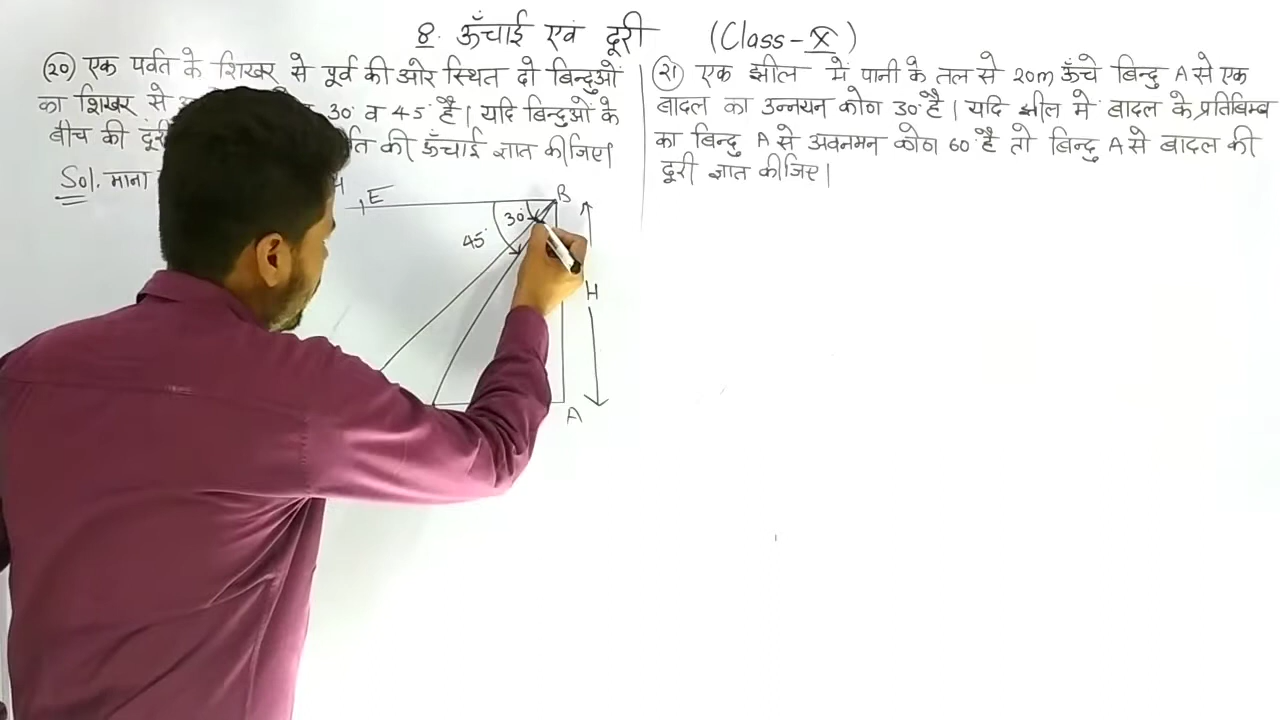 8. ऊँचाई एवं दूरी (Class-X)
(20) एक पर्वत के शिखर से पूर्व की ओर स्थित दो बिन्दुओं
का शिखर से 30° व 45° है। यदि बिन्दुओं के
बीच की दूरी की ऊँचाई ज्ञात कीजिए।
Sol. माना
E B
30°
45°
H
A
(21) एक झील में पानी के तल से 20m ऊँचे बिन्दु A से एक
बादल का उन्नयन कोण 30° है। यदि झील मे बादल के प्रतिबिम्ब
का बिन्दु A से अवनमन कोण 60° है तो बिन्दु A से बादल की
दूरी ज्ञात कीजिए।